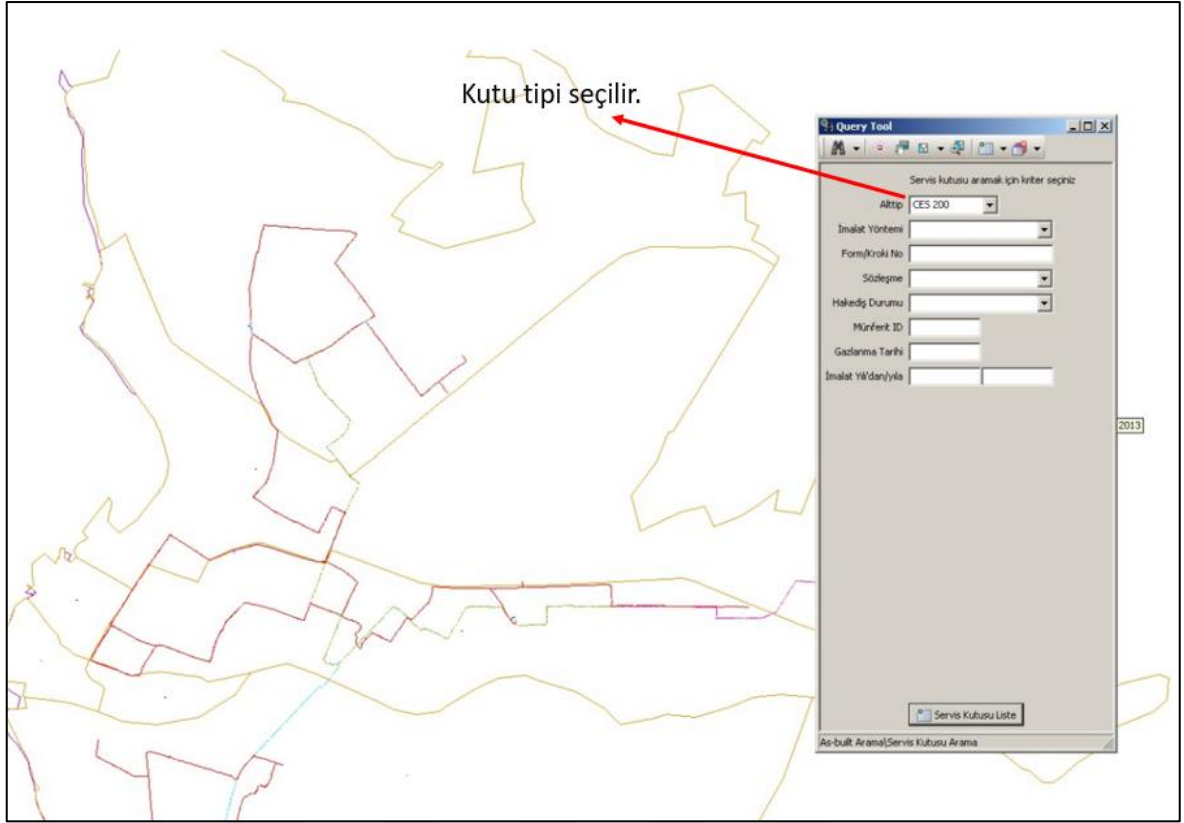 Kutu tipi seçilir.
Query Tool
Servis kutusu aramak için kriter seçiniz
Alttip CES 200
İmalat Yöntemi
Form/Kroki No
Sözleşme
Hakediş Durumu
Münferit ID
Gazlanma Tarihi
İmalat Yılı'dan/yıla
2013
Servis Kutusu Liste
As-built Arama\Servis Kutusu Arama